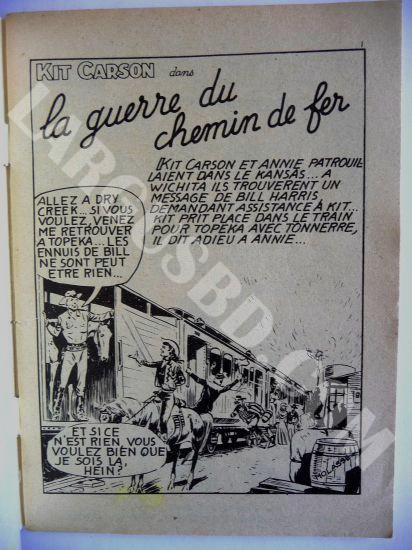 1
KIT CARSON dans
la guerre du
chemin de fer
KIT CARSON ET ANNIE PATROUIL
LAIENT DANS LE KANSAS... A
WICHITA ILS TROUVERENT UN
MESSAGE DE BILL HARRIS,
DEMANDANT ASSISTANCE À KIT...
KIT PRIT PLACE DANS LE TRAIN
POUR TOPEKA AVEC TONNERRE,
IL DIT ADIEU A ANNIE...
ALLEZ A DRY
CREEK... SI VOUS
VOULEZ, VENEZ
ME RETROUVER
A TOPEKA... LES
ENNUIS DE BILL
NE SONT PEUT
ETRE RIEN...
ET SI CE
N'EST RIEN, VOUS
VOULEZ BIEN QUE
JE SOIS LA,
HEIN?
LARGUSBD.COM